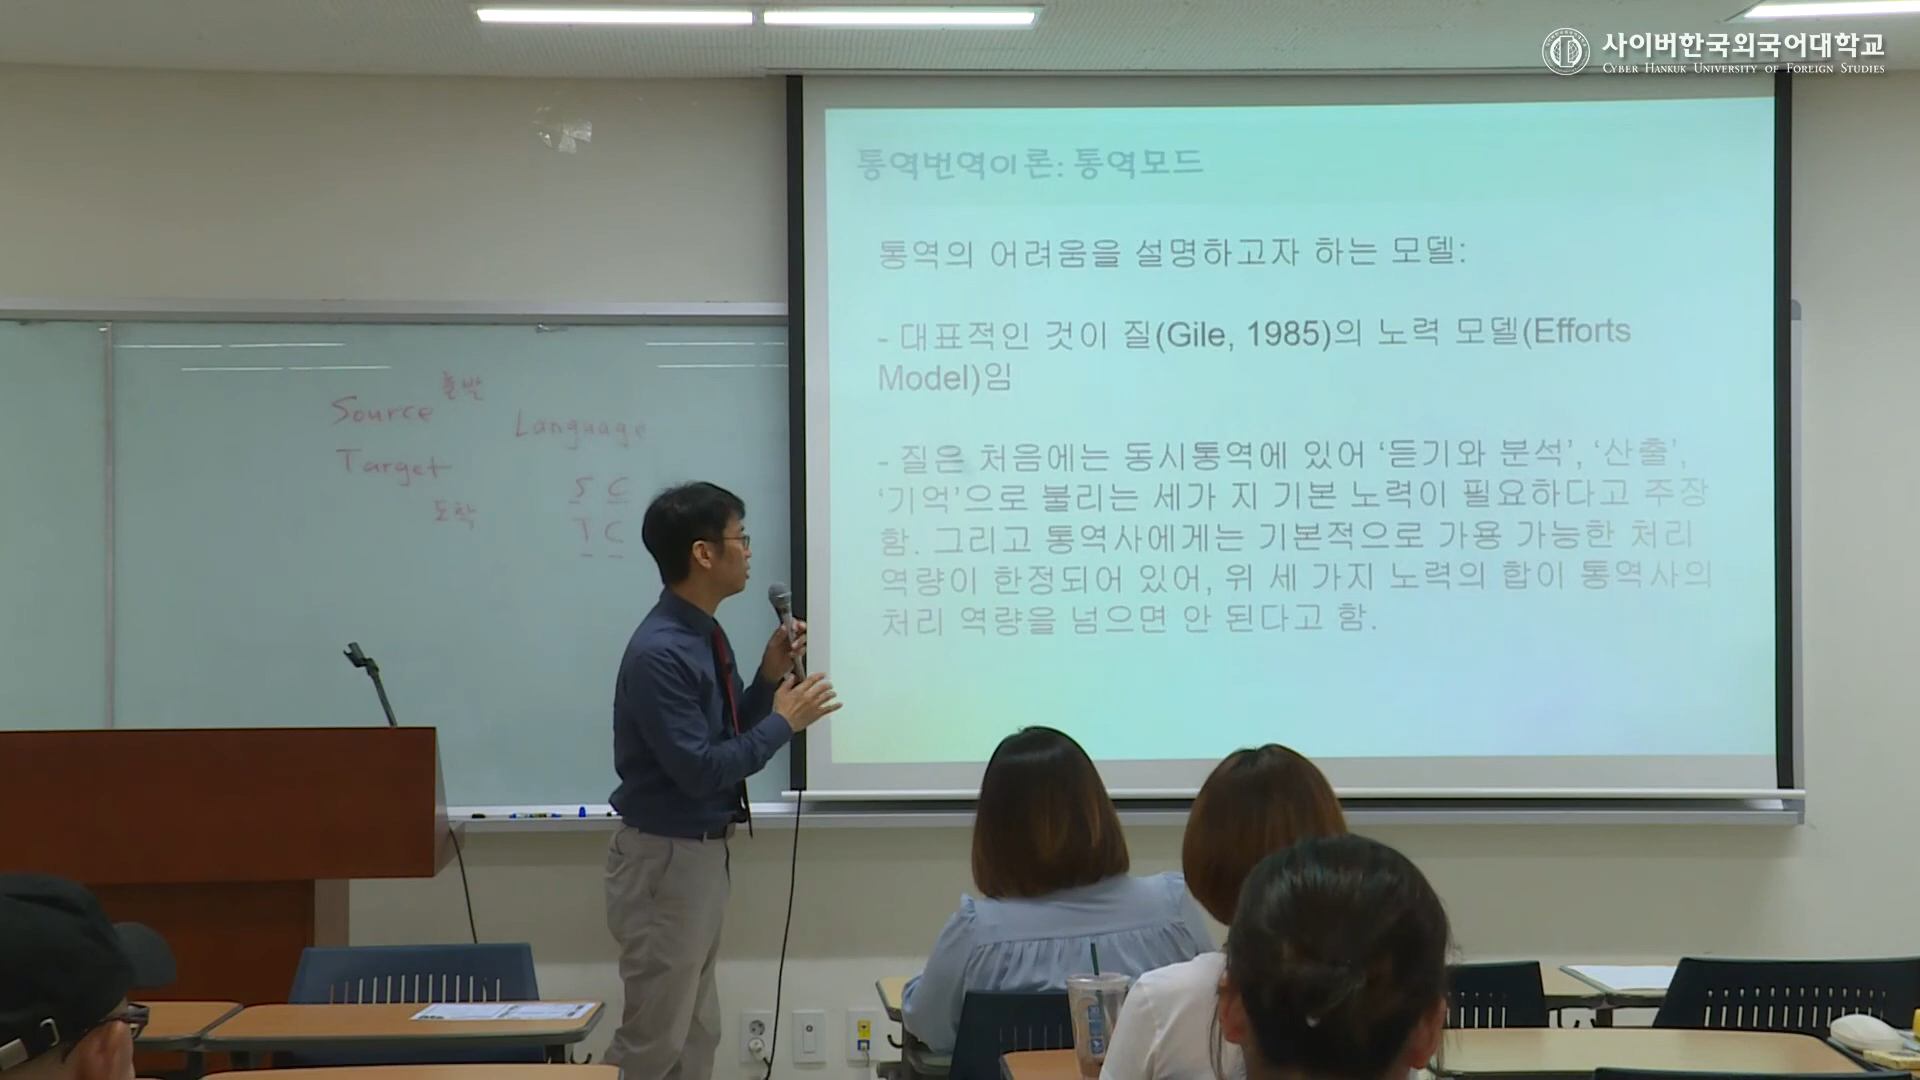 사이버한국외국어대학교
CYBER HANKUK UNIVERSITY OF FOREIGN STUDIES
통역번역이론: 통역모드
통역의 어려움을 설명하고자 하는 모델:
- 대표적인 것이 질(Gile, 1985)의 노력 모델(Efforts
Model)임
- 질은 처음에는 동시통역에 있어 ‘듣기와 분석’, ‘산출’,
‘기억’으로 불리는 세가 지 기본 노력이 필요하다고 주장
함. 그리고 통역사에게는 기본적으로 가용 가능한 처리
역량이 한정되어 있어, 위 세 가지 노력의 합이 통역사의
처리 역량을 넘으면 안 된다고 함.
출발
Source
Language
Target
도착
S C
T C